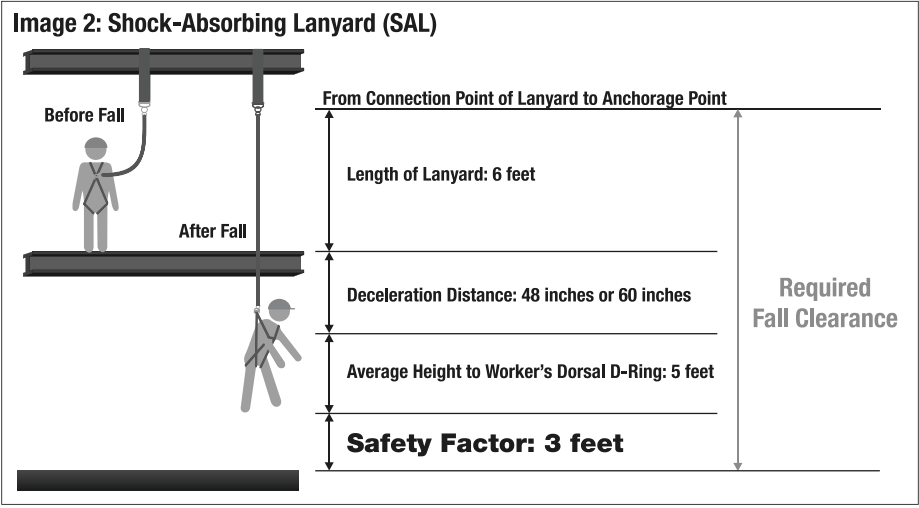 Image 2: Shock-Absorbing Lanyard (SAL)
From Connection Point of Lanyard to Anchorage Point
Before Fall
Length of Lanyard: 6 feet
After Fall
Deceleration Distance: 48 inches or 60 inches
Required
Fall Clearance
Average Height to Worker's Dorsal D-Ring: 5 feet
Safety Factor: 3 feet